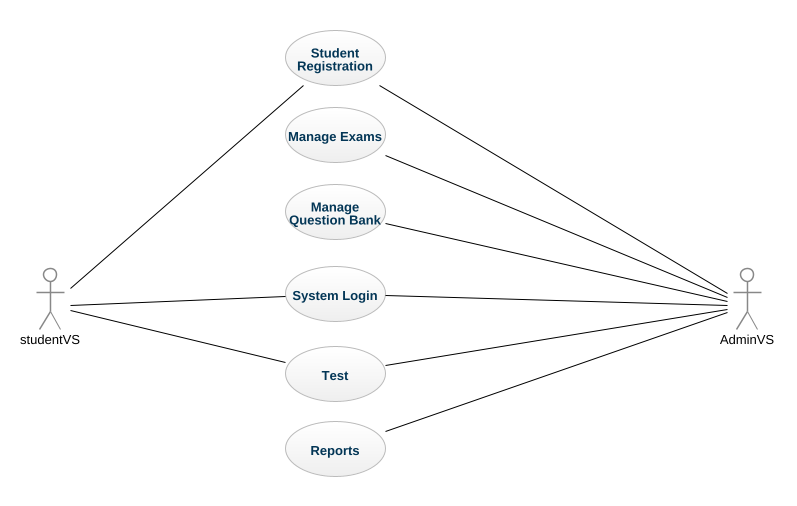 Student
Registration
Manage Exams
Manage
Question Bank
System Login
studentVS
AdminVS
Test
Reports